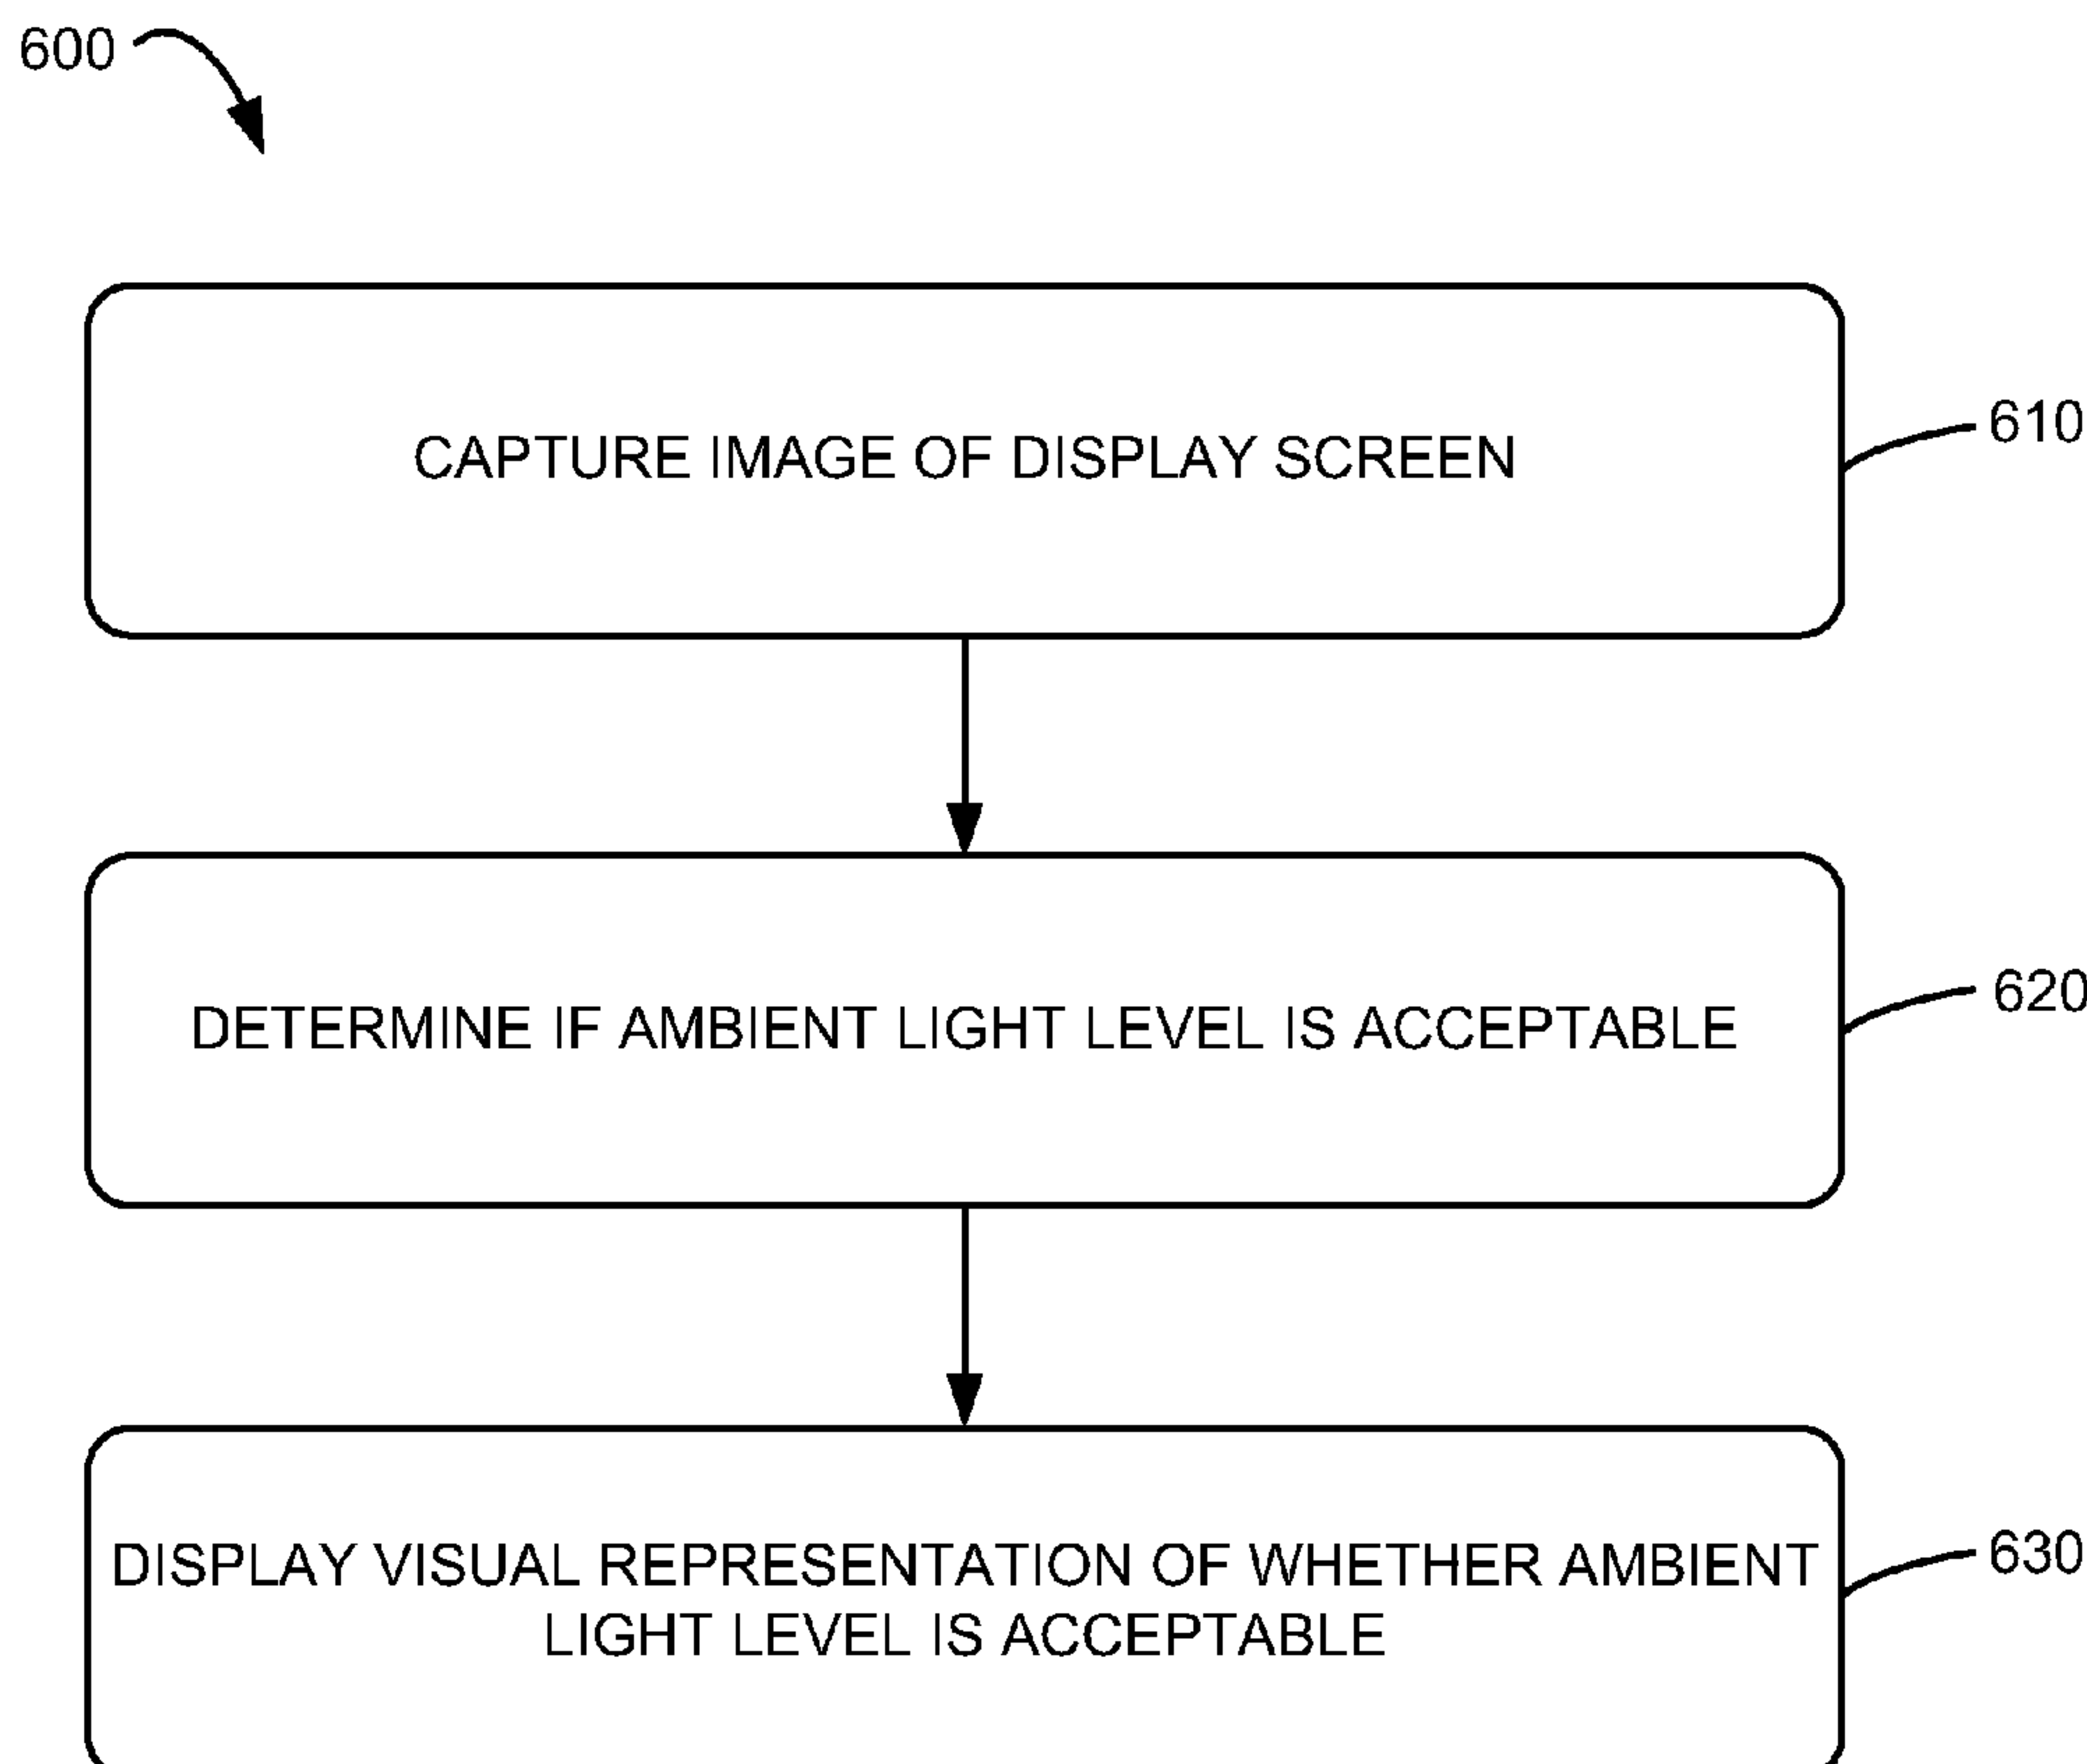 600
CAPTURE IMAGE OF DISPLAY SCREEN
610
DETERMINE IF AMBIENT LIGHT LEVEL IS ACCEPTABLE
620
DISPLAY VISUAL REPRESENTATION OF WHETHER AMBIENT
LIGHT LEVEL IS ACCEPTABLE
630